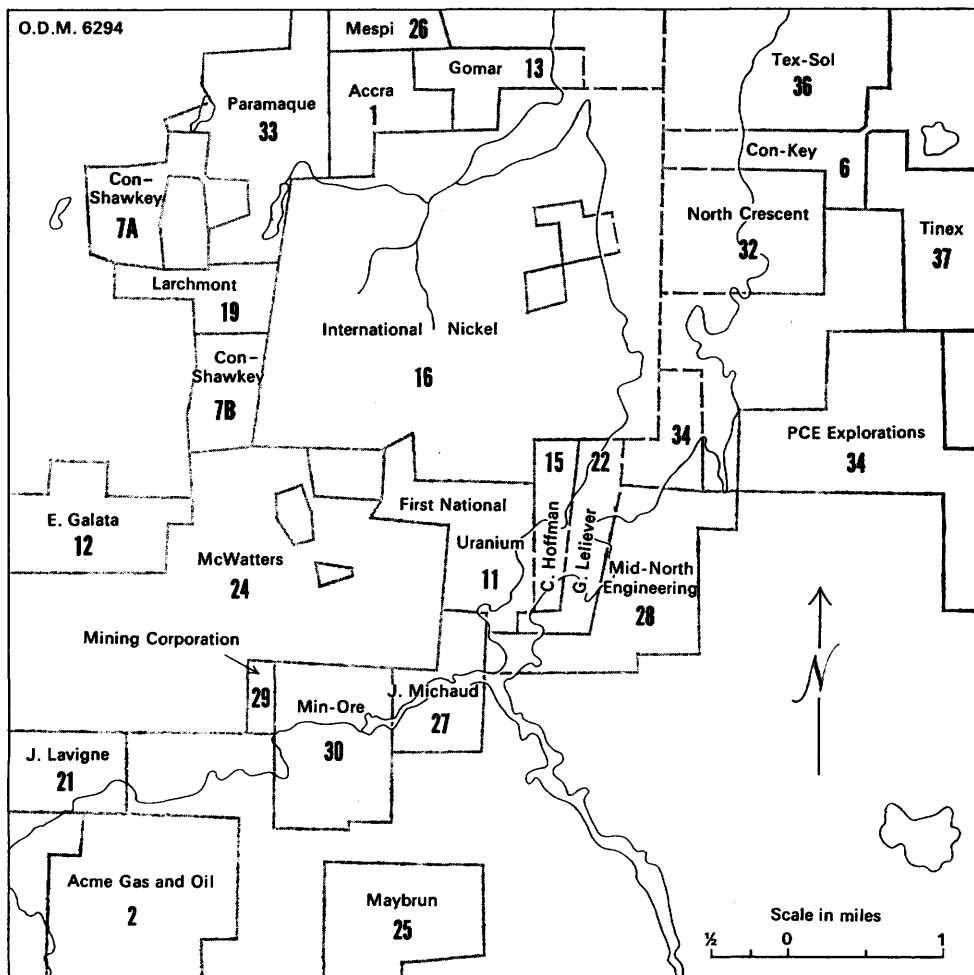 O.D.M. 6294
Mespi 26
Gomar 13
Tex-Sol
36
Paramaque
33
Accra
1
Con-Key
6
Con-
Shawkey
7A
North Crescent
32
Tinex
37
Larchmont
19
International Nickel
16
Con-
Shawkey
7B
34
PCE Explorations
34
15
C. Hoffman
22
G. Leliever
First National
Uranium
11
E. Galata
12
McWatters
24
Mid-North
Engineering
28
Mining Corporation
29
Min-Ore
30
J. Michaud
27
N
J. Lavigne
21
Acme Gas and Oil
2
Maybrun
25
Scale in miles
½ 0 1